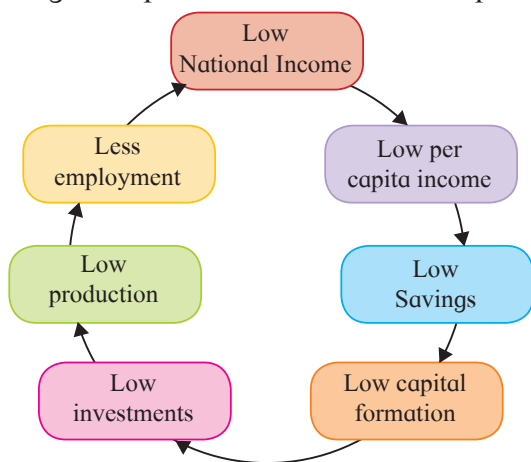 Low
National Income
Low per
capita income
Low
Savings
Low capital
formation
Low
investments
Low
production
Less
employment